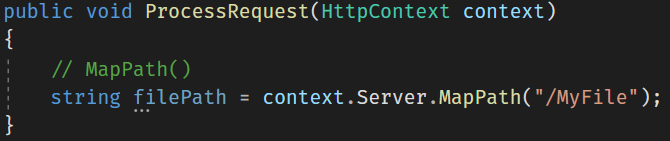 public void ProcessRequest(HttpContext context)
{
// MapPath()
string filePath = context.Server.MapPath("/MyFile");
}